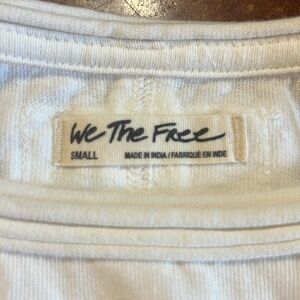 We The Free
SMALL MADE IN INDIA / FABRIQUÉ EN INDE